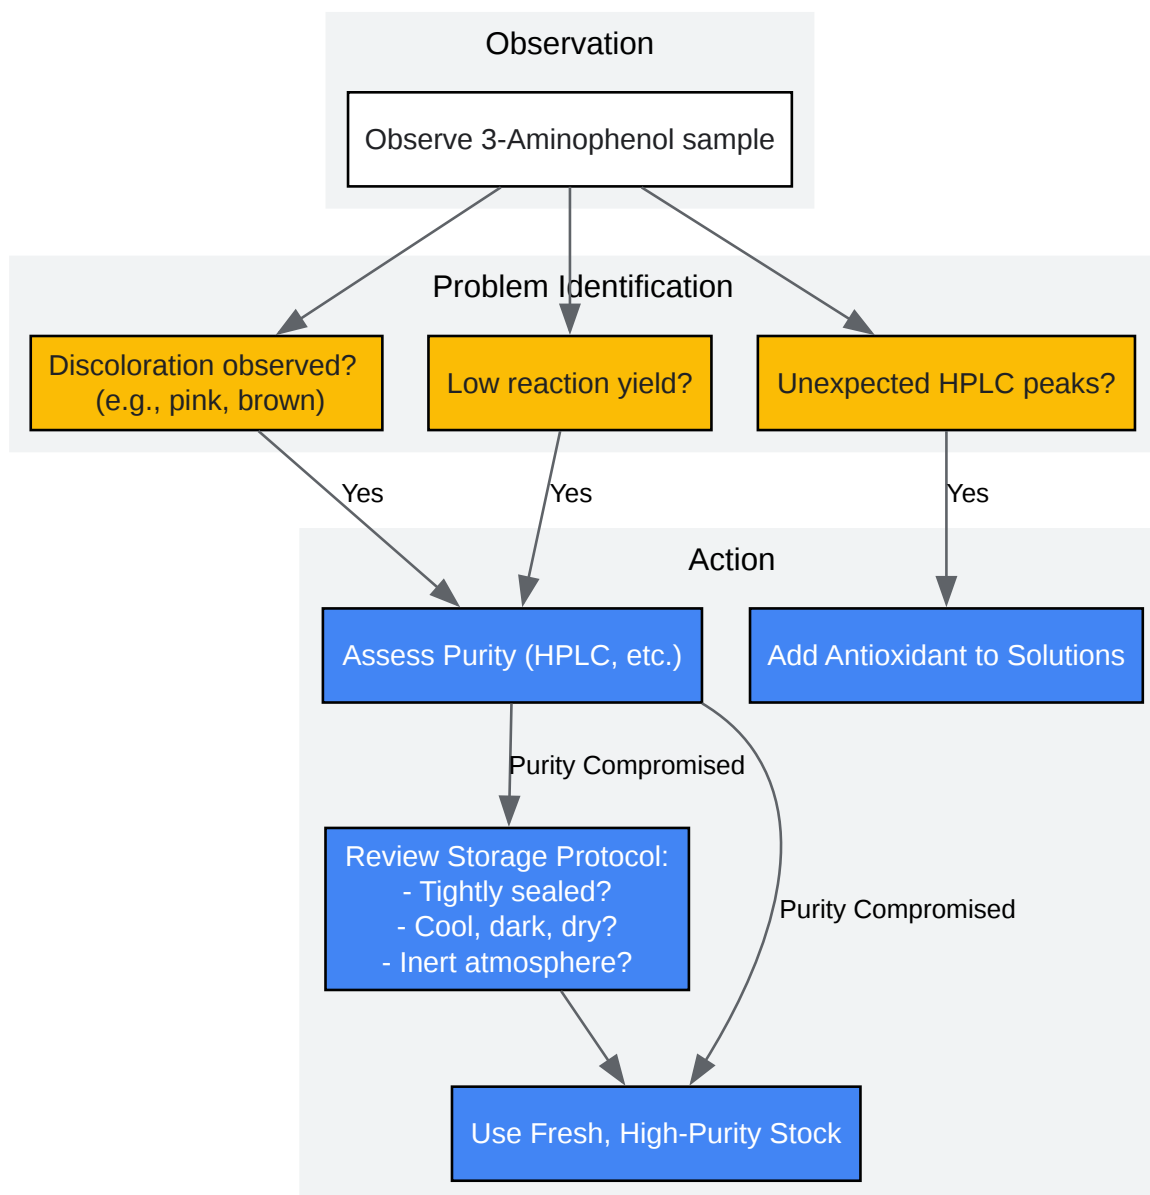 Observation
Observe 3-Aminophenol sample
Problem Identification
Discoloration observed?
(e.g., pink, brown)
Low reaction yield?
Unexpected HPLC peaks?
Yes
Yes
Yes
Action
Assess Purity (HPLC, etc.)
Add Antioxidant to Solutions
Purity Compromised
Review Storage Protocol:
- Tightly sealed?
- Cool, dark, dry?
- Inert atmosphere?
Purity Compromised
Use Fresh, High-Purity Stock